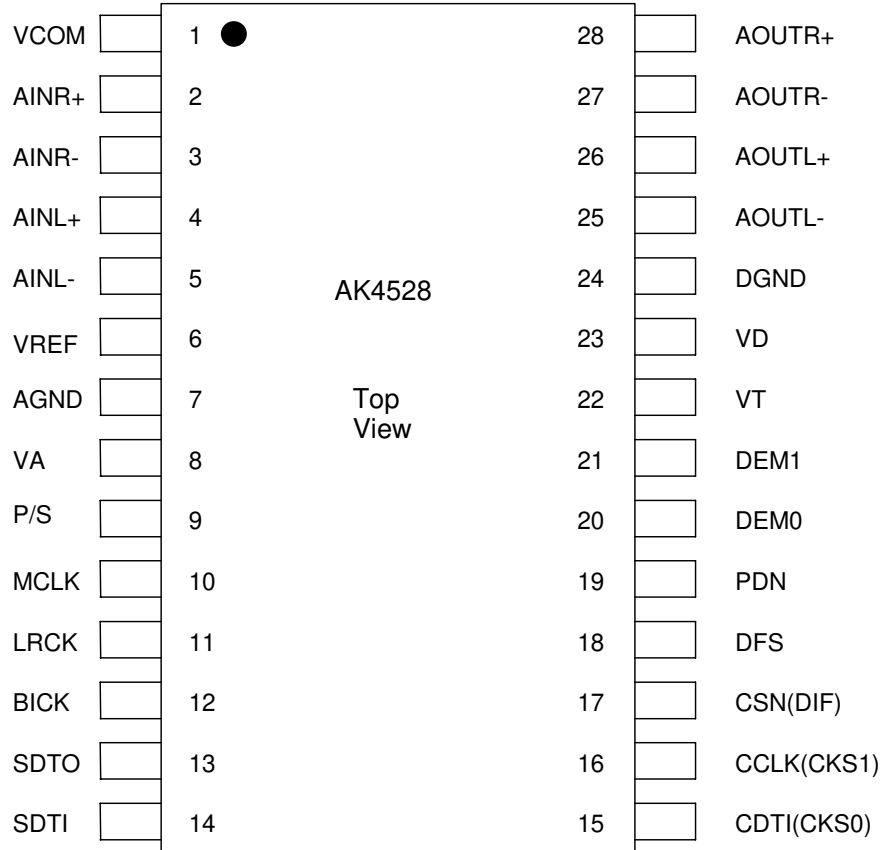 VCOM 1 28 AOUTR+
AINR+ 2 27 AOUTR-
AINR- 3 26 AOUTL+
AINL+ 4 25 AOUTL-
AINL- 5 24 DGND
AK4528
VREF 6 23 VD
AGND 7 Top 22 VT
View
VA 8 21 DEM1
P/S 9 20 DEM0
MCLK 10 19 PDN
LRCK 11 18 DFS
BICK 12 17 CSN(DIF)
SDTO 13 16 CCLK(CKS1)
SDTI 14 15 CDTI(CKS0)